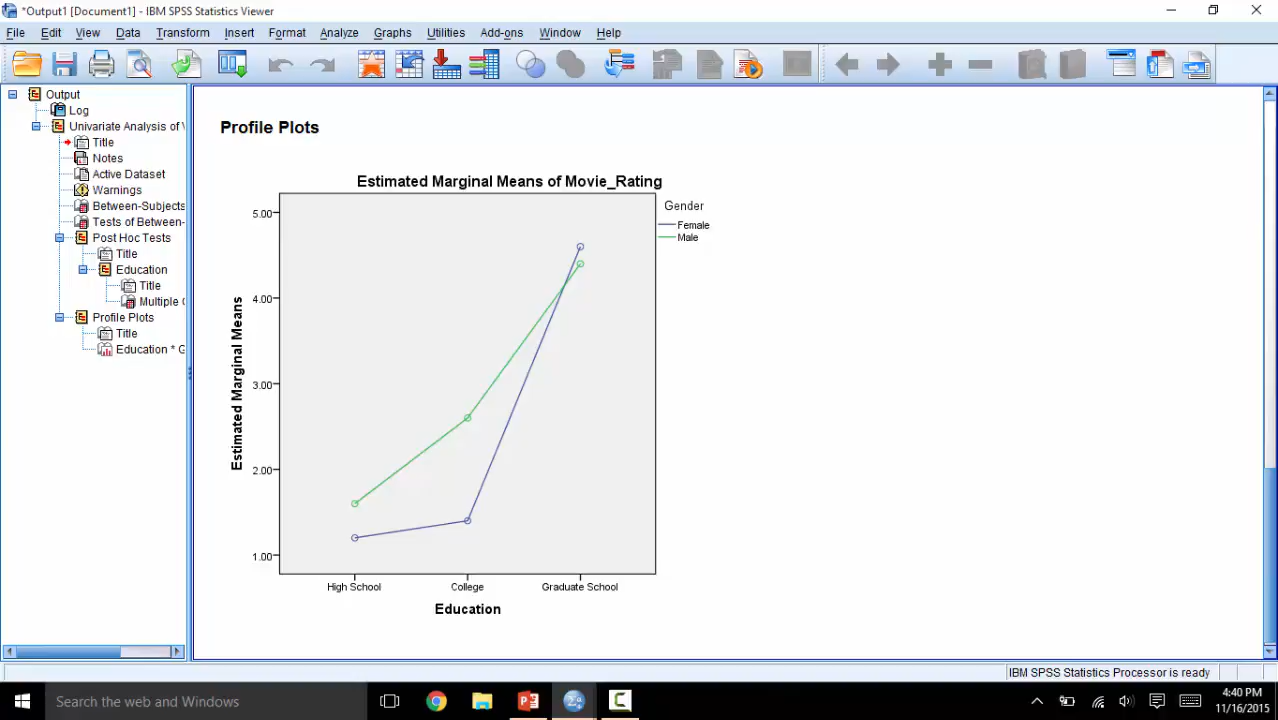 *Output1 [Document1] - IBM SPSS Statistics Viewer
File Edit View Data Transform Insert Format Analyze Graphs Utilities Add-ons Window Help
Output
Log
Univariate Analysis of V
Title
Notes
Active Dataset
Warnings
Between-Subjects
Tests of Between-
Post Hoc Tests
Title
Education
Title
Multiple C
Profile Plots
Title
Education * G
Profile Plots
Estimated Marginal Means of Movie_Rating
Gender
Female
Male
5.00
4.00
3.00
2.00
1.00
Estimated Marginal Means
High School College Graduate School
Education
IBM SPSS Statistics Processor is ready
Search the web and Windows
4:40 PM
11/16/2015